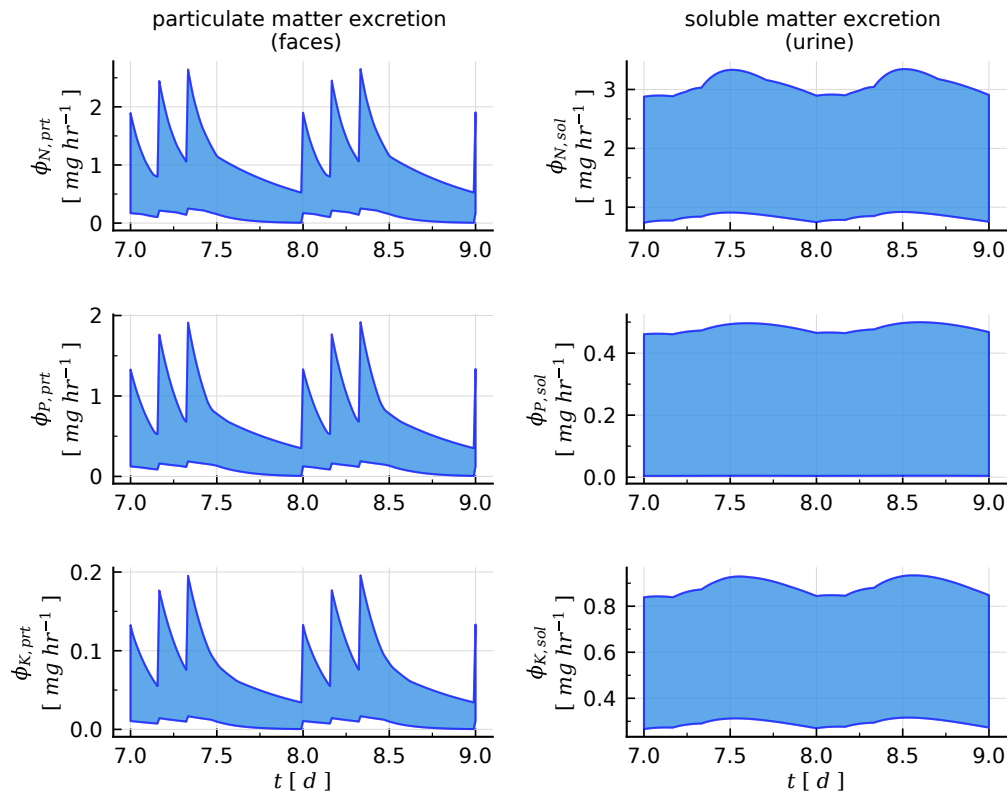 particulate matter excretion
(faces)
soluble matter excretion
(urine)
ϕN,prt
[ mg hr−1 ]
2
1
0
7.0 7.5 8.0 8.5 9.0
ϕN,sol
[ mg hr−1 ]
3
2
1
7.0 7.5 8.0 8.5 9.0
ϕP,prt
[ mg hr−1 ]
2
1
0
7.0 7.5 8.0 8.5 9.0
ϕP,sol
[ mg hr−1 ]
0.4
0.2
0.0
7.0 7.5 8.0 8.5 9.0
ϕK,prt
[ mg hr−1 ]
0.2
0.1
0.0
7.0 7.5 8.0 8.5 9.0
t [ d ]
ϕK,sol
[ mg hr−1 ]
0.8
0.6
0.4
7.0 7.5 8.0 8.5 9.0
t [ d ]